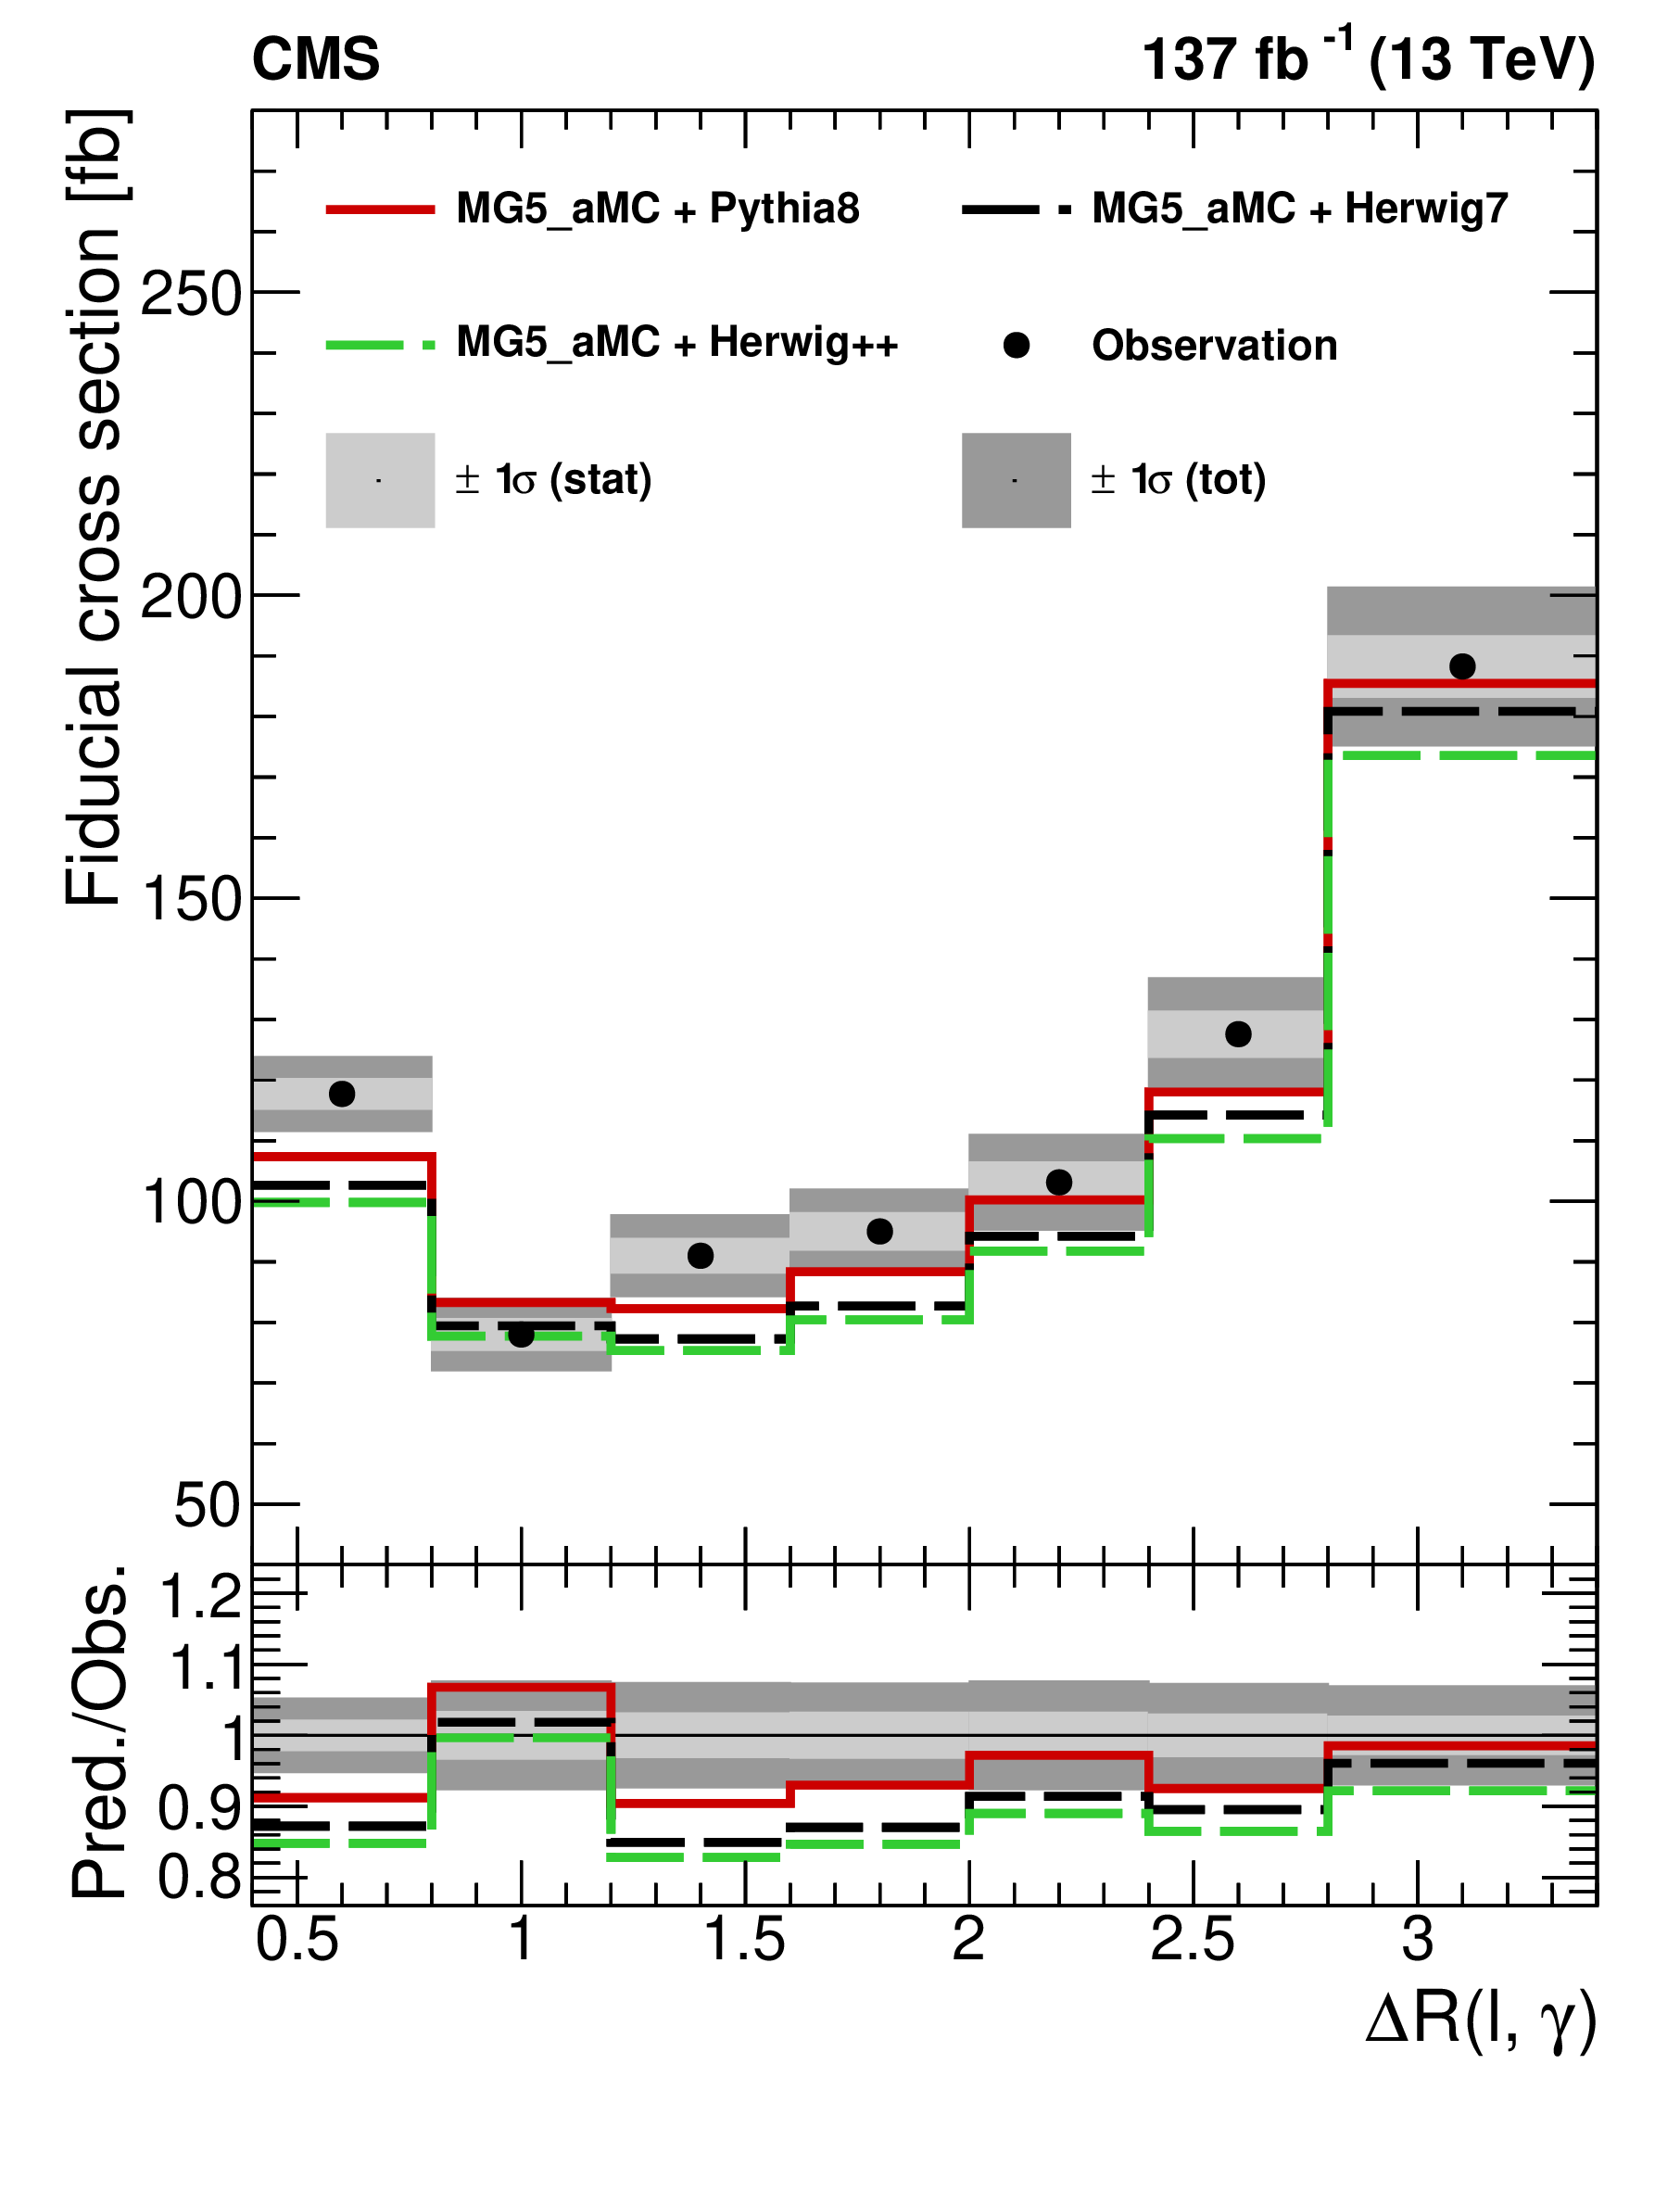 CMS 137 fb -1 (13 TeV)
Fiducial cross section [fb]
MG5_aMC + Pythia8 MG5_aMC + Herwig7
MG5_aMC + Herwig++ Observation
± 1σ (stat) ± 1σ (tot)
250
200
150
100
50
Pred./Obs.
1.2
1.1
1
0.9
0.8
0.5 1 1.5 2 2.5 3
ΔR(l, γ)